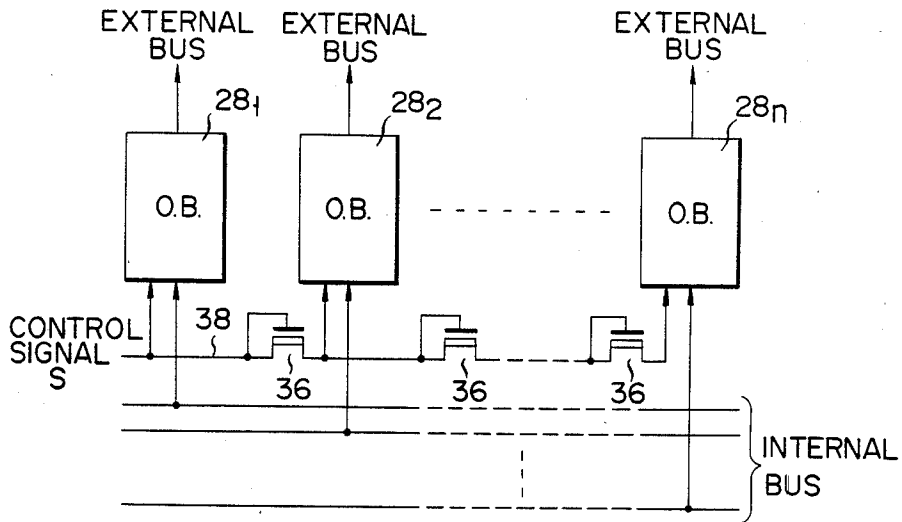 EXTERNAL BUS
EXTERNAL BUS
EXTERNAL BUS
28₁
28₂
28n
O.B.
O.B.
O.B.
CONTROL
SIGNAL
S
38
36
36
36
INTERNAL
BUS